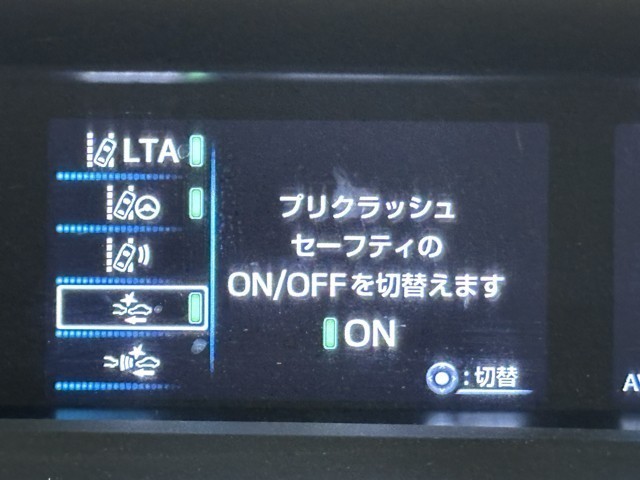 LTA
プリクラッシュ
セーフティの
ON/OFFを切替えます
ON
:切替